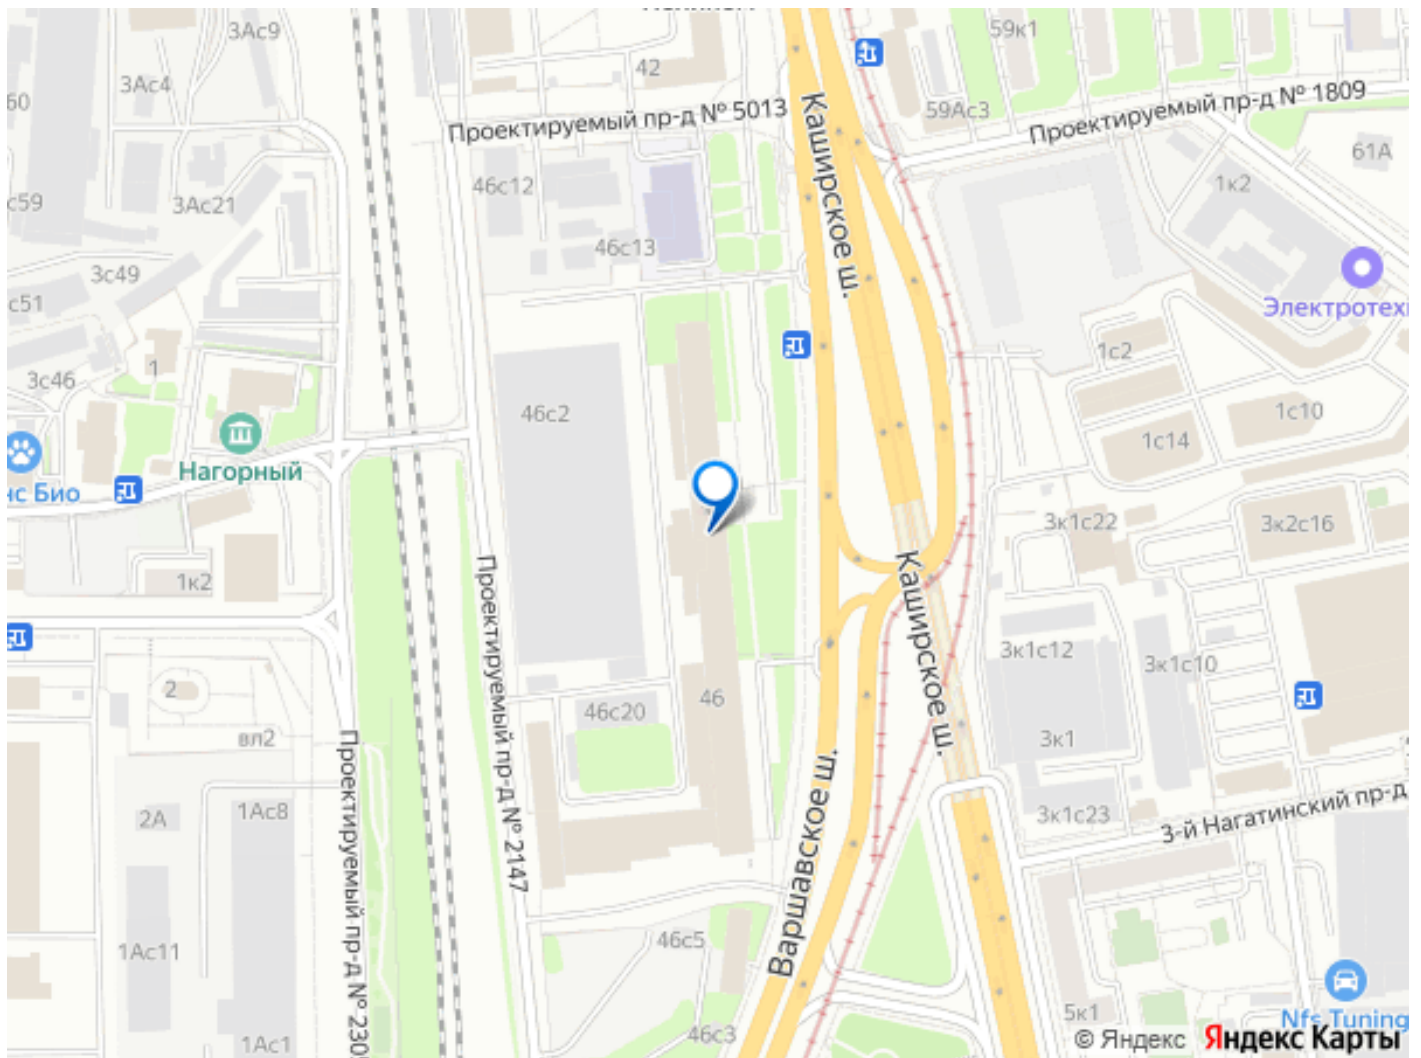 3Ас9
59к1
42
3Ас4
60
59Ас3
Проектируемый пр-д № 5013
Проектируемый пр-д № 1809
Каширское ш.
61А
46с12
1к2
с59
3Ас21
46с13
3с49
с51
Электротехн
1с2
3с46
1
46с2
1с10
1с14
Нагорный
нс Био
3к1с22
3к2с16
1к2
Проектируемый пр-д № 2147
Каширское ш.
3к1с12
3к1с10
2
46
46с20
вл2
3к1
Проектируемый пр-д № 230
Варшавское ш.
2А
1Ас8
3к1с23
3-й Нагатинский пр-д
46с5
1Ас11
5к1
Nfs Tuning
46с3
1Ас1
© Яндекс Яндекс Карты